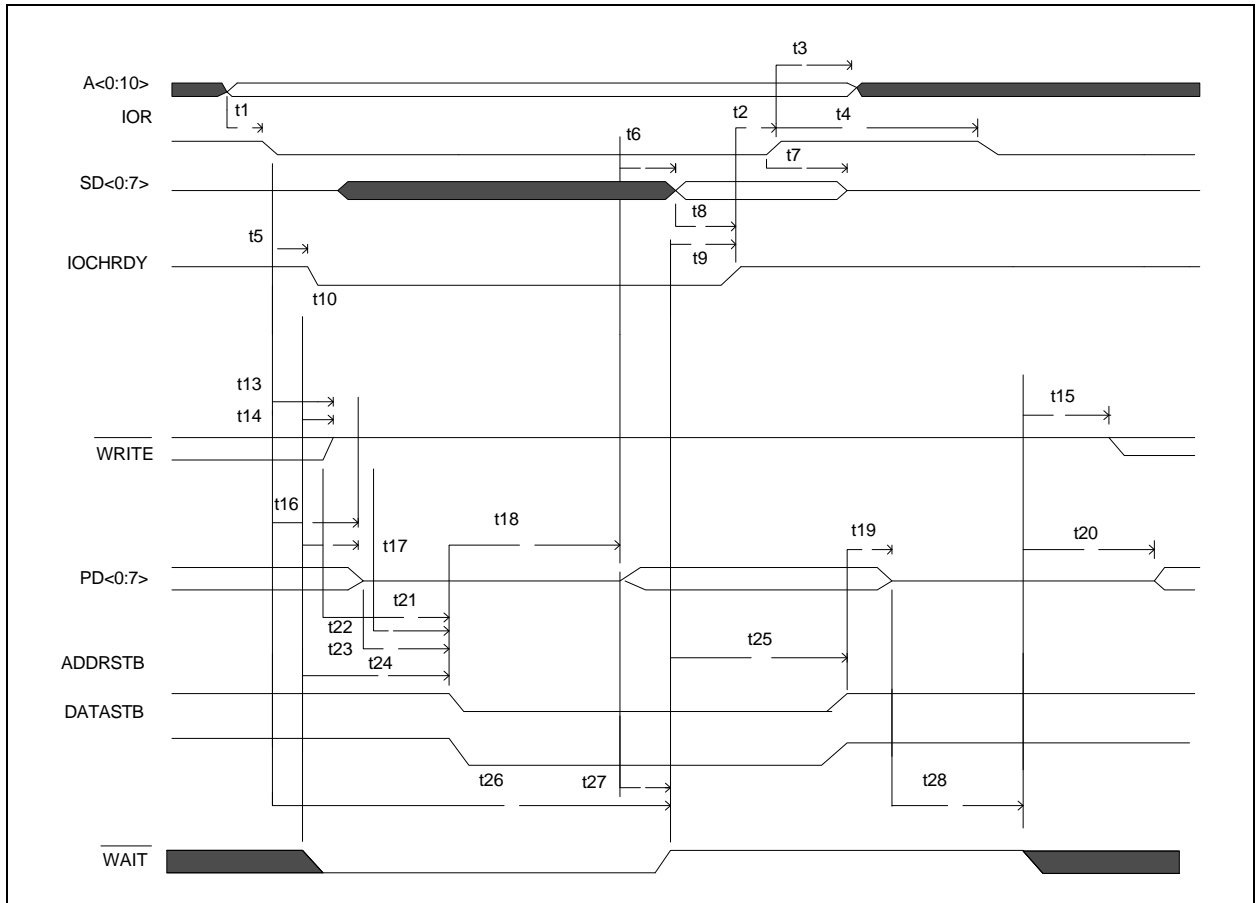 t3
A<0:10>
t1
t2
t4
IOR
t6
t7
SD<0:7>
t8
t5
t9
IOCHRDY
t10
t13
t14
t15
WRITE
t16
t18
t19
t20
t17
PD<0:7>
t21
t22
t23
t25
t24
ADDRSTB
DATASTB
t26
t27
t28
WAIT